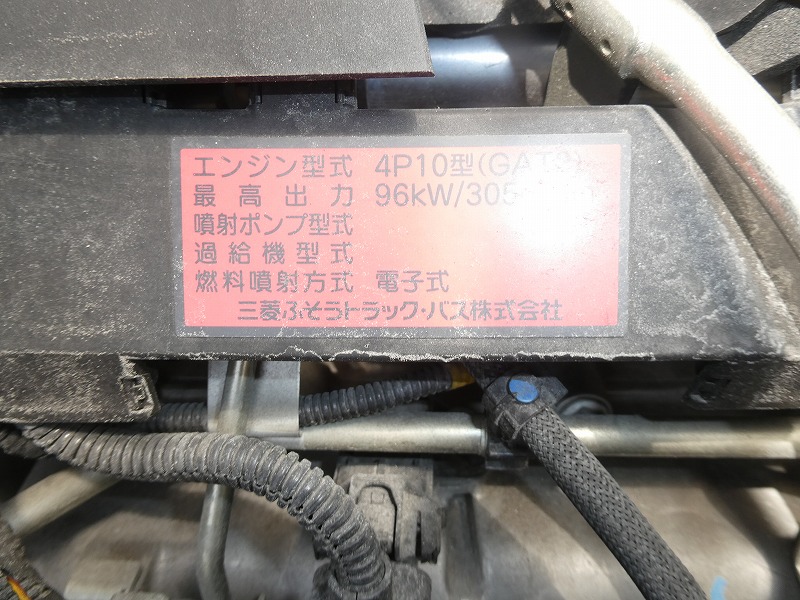 エンジン型式 4P10型(GAT2)
最高出力 96kW/305
噴射ポンプ型式
過給機型式
燃料噴射方式 電子式
三菱ふそうトラック・バス株式会社